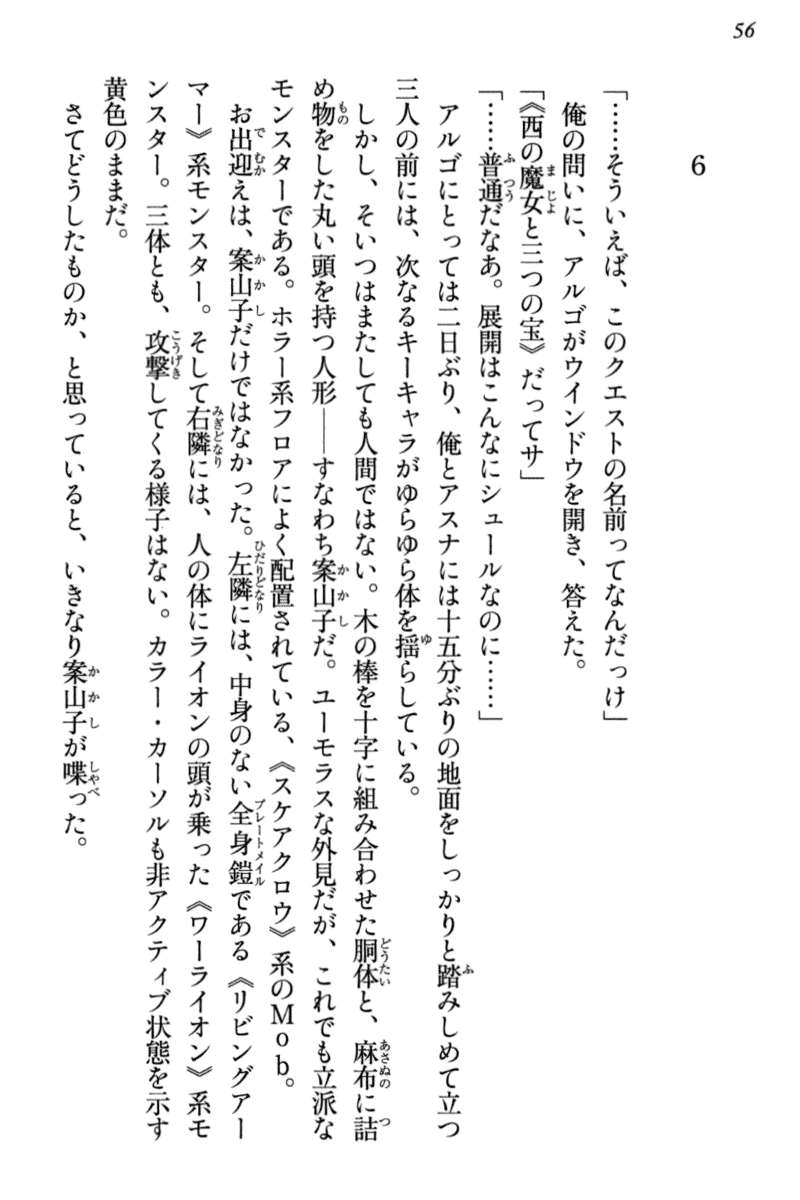 56
6
「……そういえば、このクエストの名前ってなんだっけ」
俺の問いに、アルゴがウインドウを開き、答えた。
「《西の魔女と三つの宝》だってサ」
「……普通だなあ。展開はこんなにシュールなのに……」
アルゴにとっては二日ぶり、俺とアスナには十五分ぶりの地面をしっかりと踏みしめて立つ
三人の前には、次なるキーキャラがゆらゆら体を揺らしている。
しかし、そいつはまたしても人間ではない。木の棒を十字に組み合わせた胴体と、麻布に詰
め物をした丸い頭を持つ人形――すなわち案山子だ。ユーモラスな外見だが、これでも立派な
モンスターである。ホラー系フロアによく配置されている、《スケアクロウ》系のMob。
お出迎えは、案山子だけではなかった。左隣には、中身のない全身鎧である《リビングアー
マー》系モンスター。そして右隣には、人の体にライオンの頭が乗った《ワーライオン》系モ
ンスター。三体とも、攻撃してくる様子はない。カラー・カーソルも非アクティブ状態を示す
黄色のままだ。
さてどうしたものか、と思っていると、いきなり案山子が喋った。